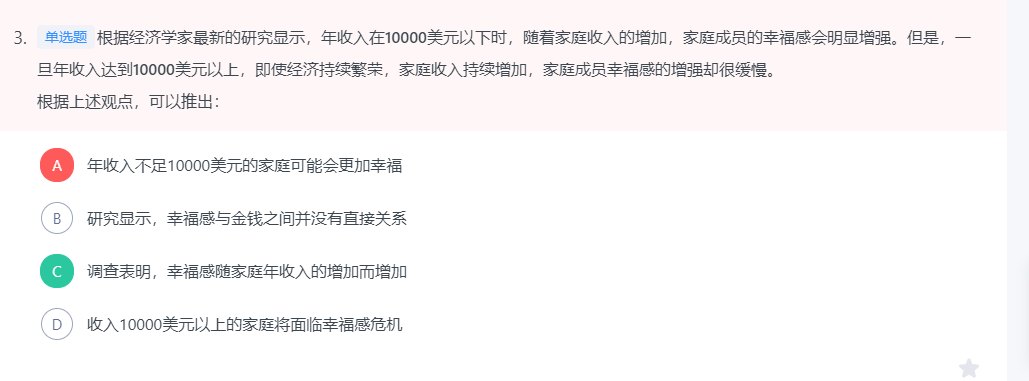 3. 单选题 根据经济学家最新的研究显示，年收入在10000美元以下时，随着家庭收入的增加，家庭成员的幸福感会明显增强。但是，一
旦年收入达到10000美元以上，即使经济持续繁荣，家庭收入持续增加，家庭成员幸福感的增强却很缓慢。
根据上述观点，可以推出：
A 年收入不足10000美元的家庭可能会更加幸福
B 研究显示，幸福感与金钱之间并没有直接关系
C 调查表明，幸福感随家庭年收入的增加而增加
D 收入10000美元以上的家庭将面临幸福感危机